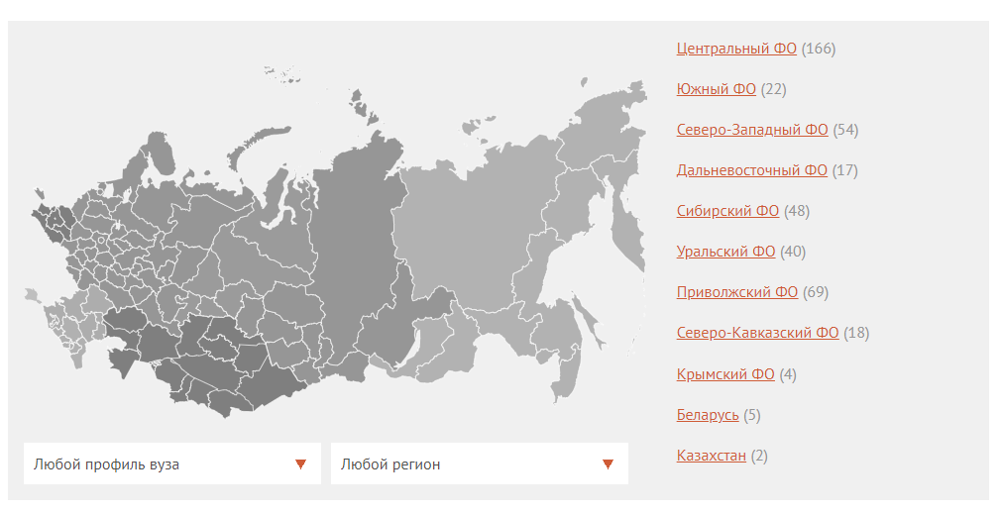 Центральный ФО (166)
Южный ФО (22)
Северо-Западный ФО (54)
Дальневосточный ФО (17)
Сибирский ФО (48)
Уральский ФО (40)
Приволжский ФО (69)
Северо-Кавказский ФО (18)
Крымский ФО (4)
Беларусь (5)
Казахстан (2)
Любой профиль вуза
Любой регион